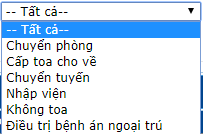 -- Tất cả--
-- Tất cả--
Chuyển phòng
Cấp toa cho về
Chuyển tuyến
Nhập viện
Không toa
Điều trị bệnh án ngoại trú